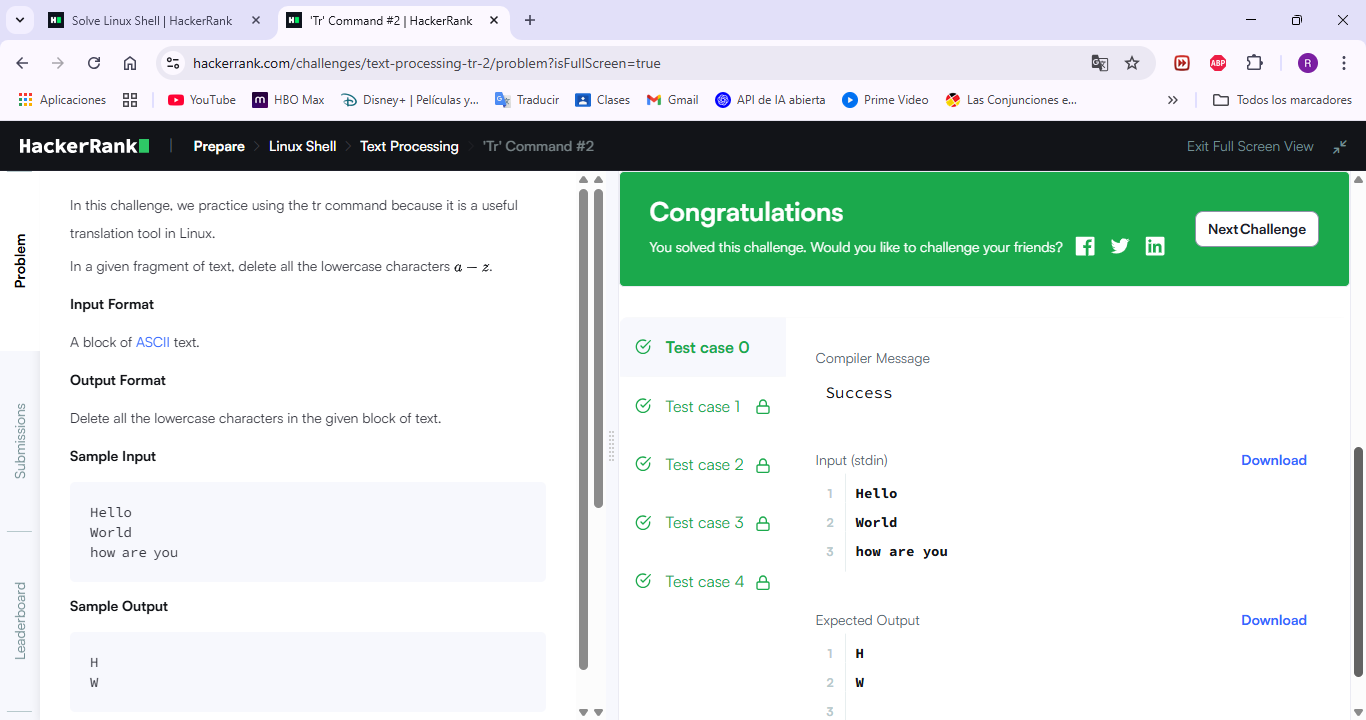 Solve Linux Shell | HackerRank
'Tr' Command #2 | HackerRank
hackerrank.com/challenges/text-processing-tr-2/problem?isFullScreen=true
ABP
R
Aplicaciones
YouTube
HBO Max
Disney+ | Películas y...
Traducir
Clases
Gmail
API de IA abierta
Prime Video
Las Conjunciones e...
Todos los marcadores
HackerRank
Prepare
Linux Shell
Text Processing
'Tr' Command #2
Exit Full Screen View
Problem
Submissions
Leaderboard
In this challenge, we practice using the tr command because it is a useful
translation tool in Linux.
In a given fragment of text, delete all the lowercase characters a − z.
Input Format
A block of ASCII text.
Output Format
Delete all the lowercase characters in the given block of text.
Sample Input
Hello
World
how are you
Sample Output
H
W
Congratulations
You solved this challenge. Would you like to challenge your friends?
Next Challenge
Test case 0
Test case 1
Test case 2
Test case 3
Test case 4
Compiler Message
Success
Input (stdin)
Download
1 Hello
2 World
3 how are you
Expected Output
Download
1 H
2 W
3